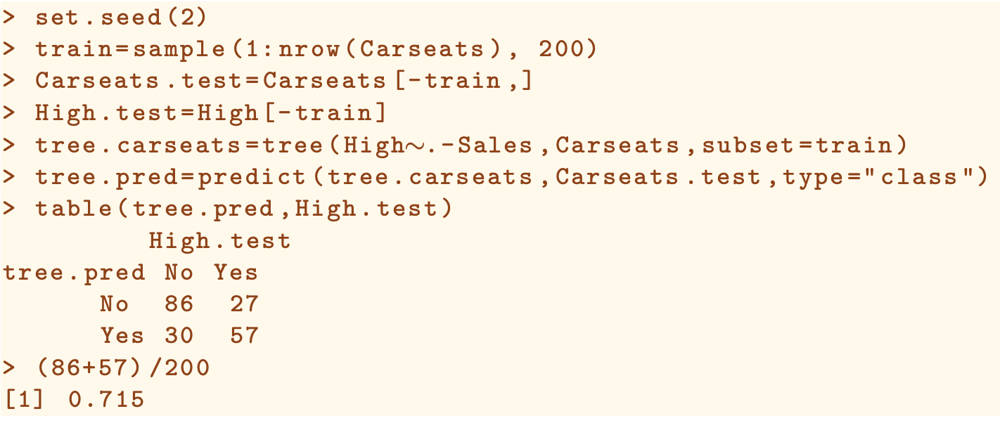 > set.seed(2)
> train=sample(1:nrow(Carseats), 200)
> Carseats.test=Carseats[-train,]
> High.test=High[-train]
> tree.carseats=tree(High∼.-Sales,Carseats,subset=train)
> tree.pred=predict(tree.carseats,Carseats.test,type="class")
> table(tree.pred,High.test)
         High.test
tree.pred No Yes
      No  86  27
      Yes 30  57
> (86+57)/200
[1] 0.715